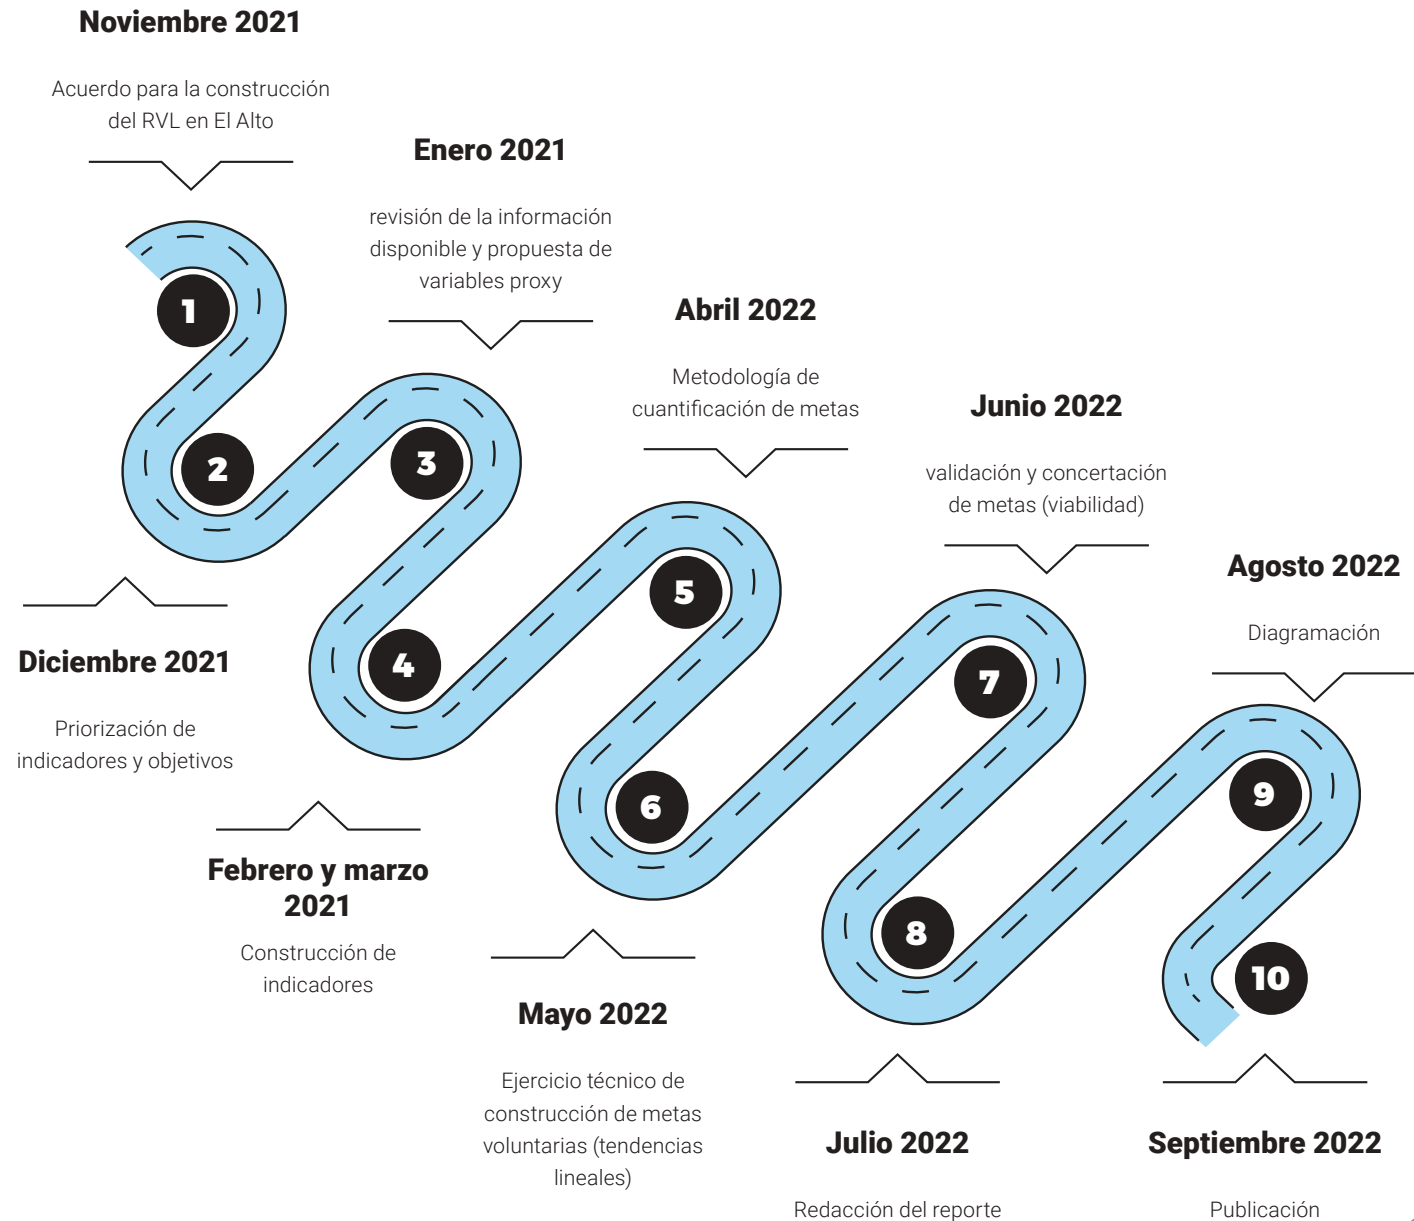 Noviembre 2021
Acuerdo para la construcción
del RVL en El Alto
1
Diciembre 2021
Priorización de
indicadores y objetivos
2
Enero 2021
revisión de la información
disponible y propuesta de
variables proxy
3
Febrero y marzo
2021
Construcción de
indicadores
4
Abril 2022
Metodología de
cuantificación de metas
5
Mayo 2022
Ejercicio técnico de
construcción de metas
voluntarias (tendencias
lineales)
6
Junio 2022
validación y concertación
de metas (viabilidad)
7
Julio 2022
Redacción del reporte
8
Agosto 2022
Diagramación
9
Septiembre 2022
Publicación
10